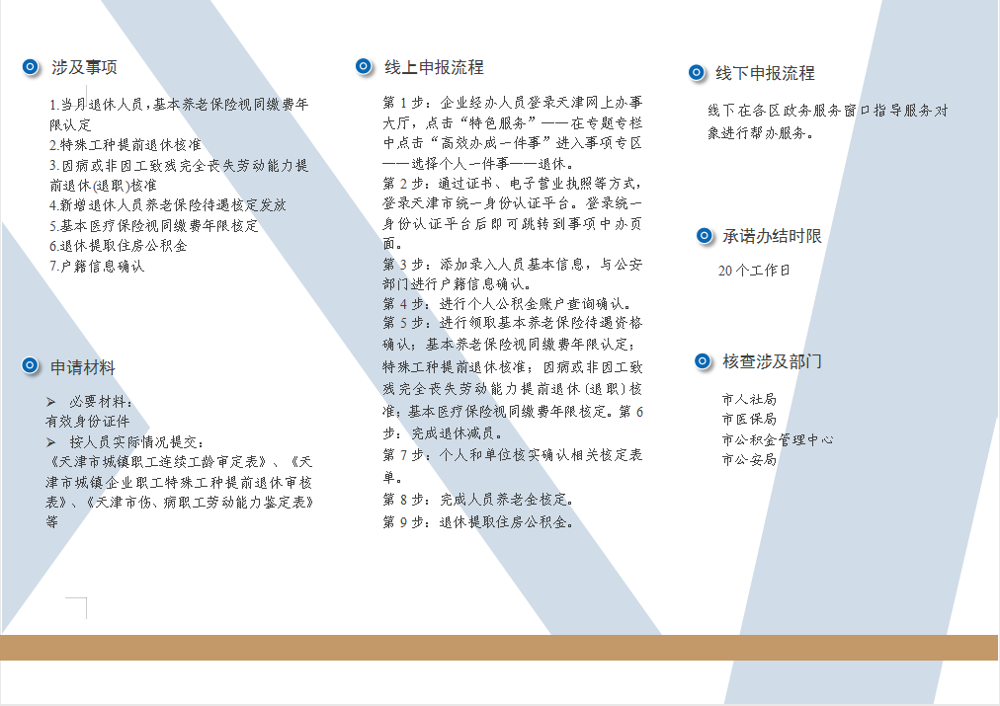 涉及事项
1.当月退休人员,基本养老保险视同缴费年
限认定
2.特殊工种提前退休核准
3.因病或非因工致残完全丧失劳动能力提
前退休(退职)核准
4.新增退休人员养老保险待遇核定发放
5.基本医疗保险视同缴费年限核定
6.退休提取住房公积金
7.户籍信息确认
申请材料
➢ 必要材料：
有效身份证件
➢ 按人员实际情况提交：
《天津市城镇职工连续工龄审定表》、《天
津市城镇企业职工特殊工种提前退休审核
表》、《天津市伤、病职工劳动能力鉴定表》
等
线上申报流程
第 1 步：企业经办人员登录天津网上办事
大厅，点击“特色服务”——在专题专栏
中点击“高效办成一件事”进入事项专区
——选择个人一件事——退休。
第 2 步：通过证书、电子营业执照等方式，
登录天津市统一身份认证平台。登录统一
身份认证平台后即可跳转到事项申办页
面。
第 3 步：添加录入人员基本信息，与公安
部门进行户籍信息确认。
第 4 步：进行个人公积金账户查询确认。
第 5 步：进行领取基本养老保险待遇资格
确认；基本养老保险视同缴费年限认定；
特殊工种提前退休核准；因病或非因工致
残完全丧失劳动能力提前退休（退职）核
准；基本医疗保险视同缴费年限核定。第 6
步：完成退休减员。
第 7 步：个人和单位核实确认相关核定表
单。
第 8 步：完成人员养老金核定。
第 9 步：退休提取住房公积金。
线下申报流程
线下在各区政务服务窗口指导服务对
象进行帮办服务。
承诺办结时限
20 个工作日
核查涉及部门
市人社局
市医保局
市公积金管理中心
市公安局